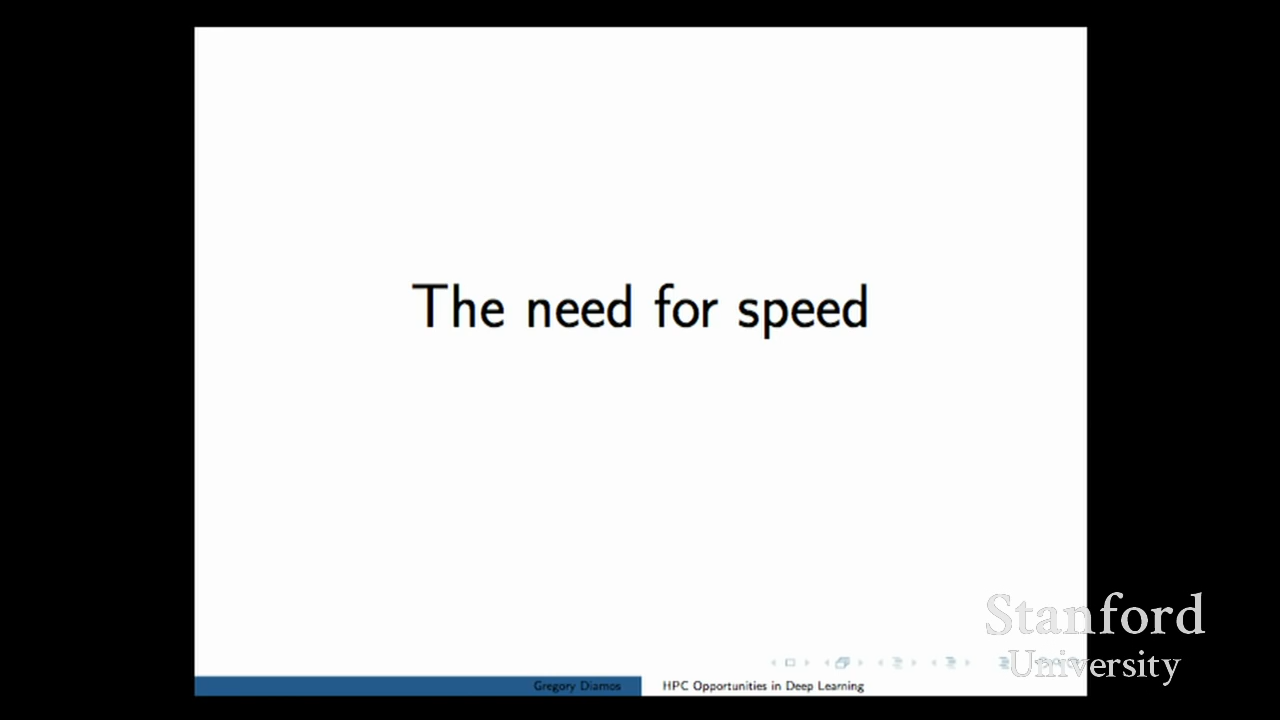 The need for speed
Stanford
University
Gregory Diamos
HPC Opportunities in Deep Learning